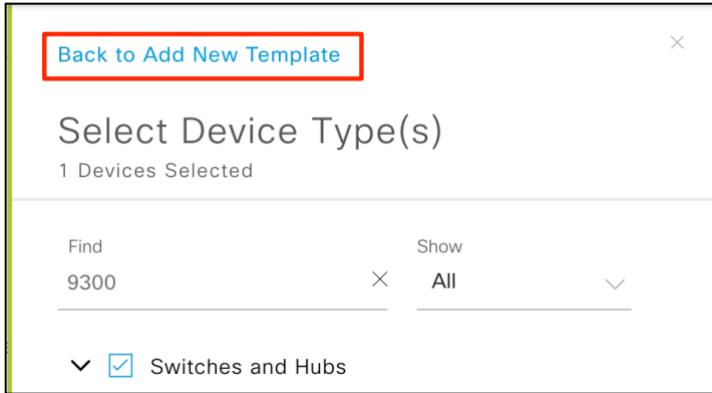 Back to Add New Template
Select Device Type(s)
1 Devices Selected
Find
Show
9300
All
Switches and Hubs